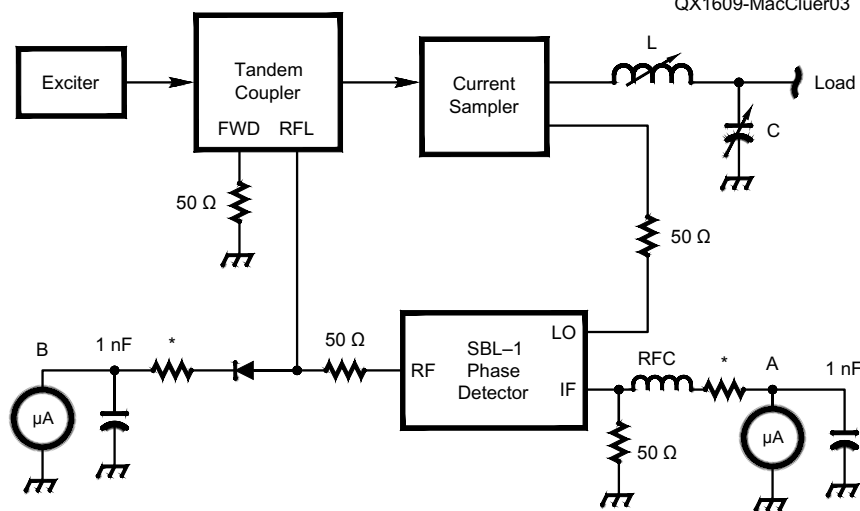 QX1609-MacCluer03
Exciter
Tandem
Coupler
FWD
RFL
Current
Sampler
L
Load
C
50 Ω
50 Ω
B
1 nF
*
50 Ω
RF
SBL–1
Phase
Detector
LO
IF
RFC
*
A
1 nF
µA
50 Ω
µA